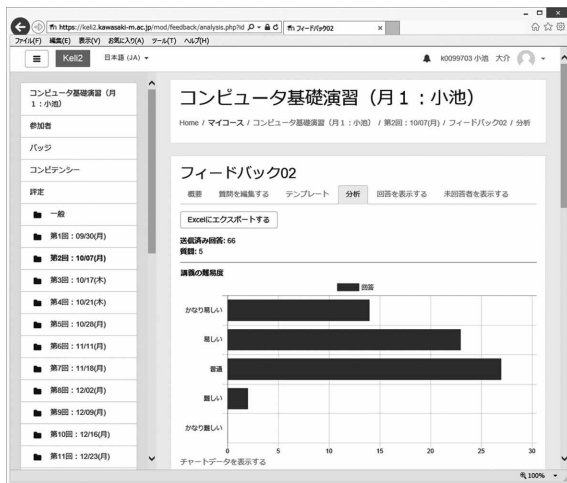 https://keli2.kawasaki-m.ac.jp/mod/feedback/analysis.php?id
フィードバック02
ファイル(F) 編集(E) 表示(V) お気に入り(A) ツール(T) ヘルプ(H)
Keli2 日本語 (JA)
k0099703 小池 大介
コンピュータ基礎演習（月1：小池）
参加者
バッジ
コンピテンシー
評定
一般
第1回：09/30(月)
第2回：10/07(月)
第3回：10/17(木)
第4回：10/21(木)
第5回：10/28(月)
第6回：11/11(月)
第7回：11/18(月)
第8回：12/02(月)
第9回：12/09(月)
第10回：12/16(月)
第11回：12/23(月)
コンピュータ基礎演習（月1：小池）
Home / マイコース / コンピュータ基礎演習（月1：小池） / 第2回：10/07(月) / フィードバック02 / 分析
フィードバック02
概要 質問を編集する テンプレート 分析 回答を表示する 未回答者を表示する
Excelにエクスポートする
送信済み回答: 66
質問: 5
講義の難易度
回答
かなり易しい
易しい
普通
難しい
かなり難しい
0 5 10 15 20 25 30
チャートデータを表示する
100%